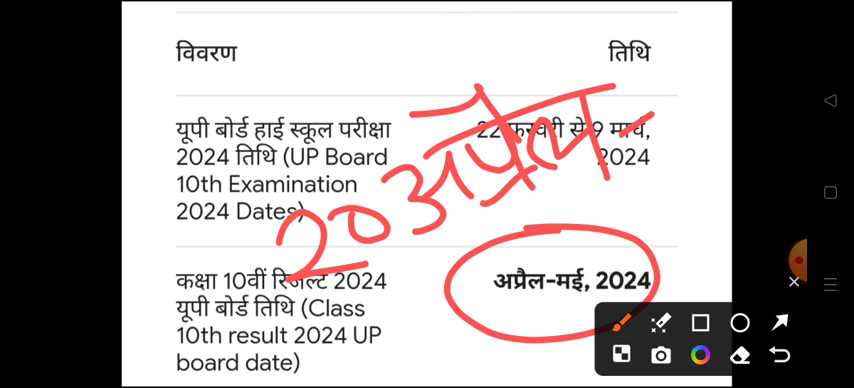 विवरण
तिथि
यूपी बोर्ड हाई स्कूल परीक्षा
2024 तिथि (UP Board
10th Examination
2024 Dates)
22 फरवरी से 9 मार्च,
2024
20 अप्रैल
कक्षा 10वीं रिजल्ट 2024
यूपी बोर्ड तिथि (Class
10th result 2024 UP
board date)
अप्रैल-मई, 2024